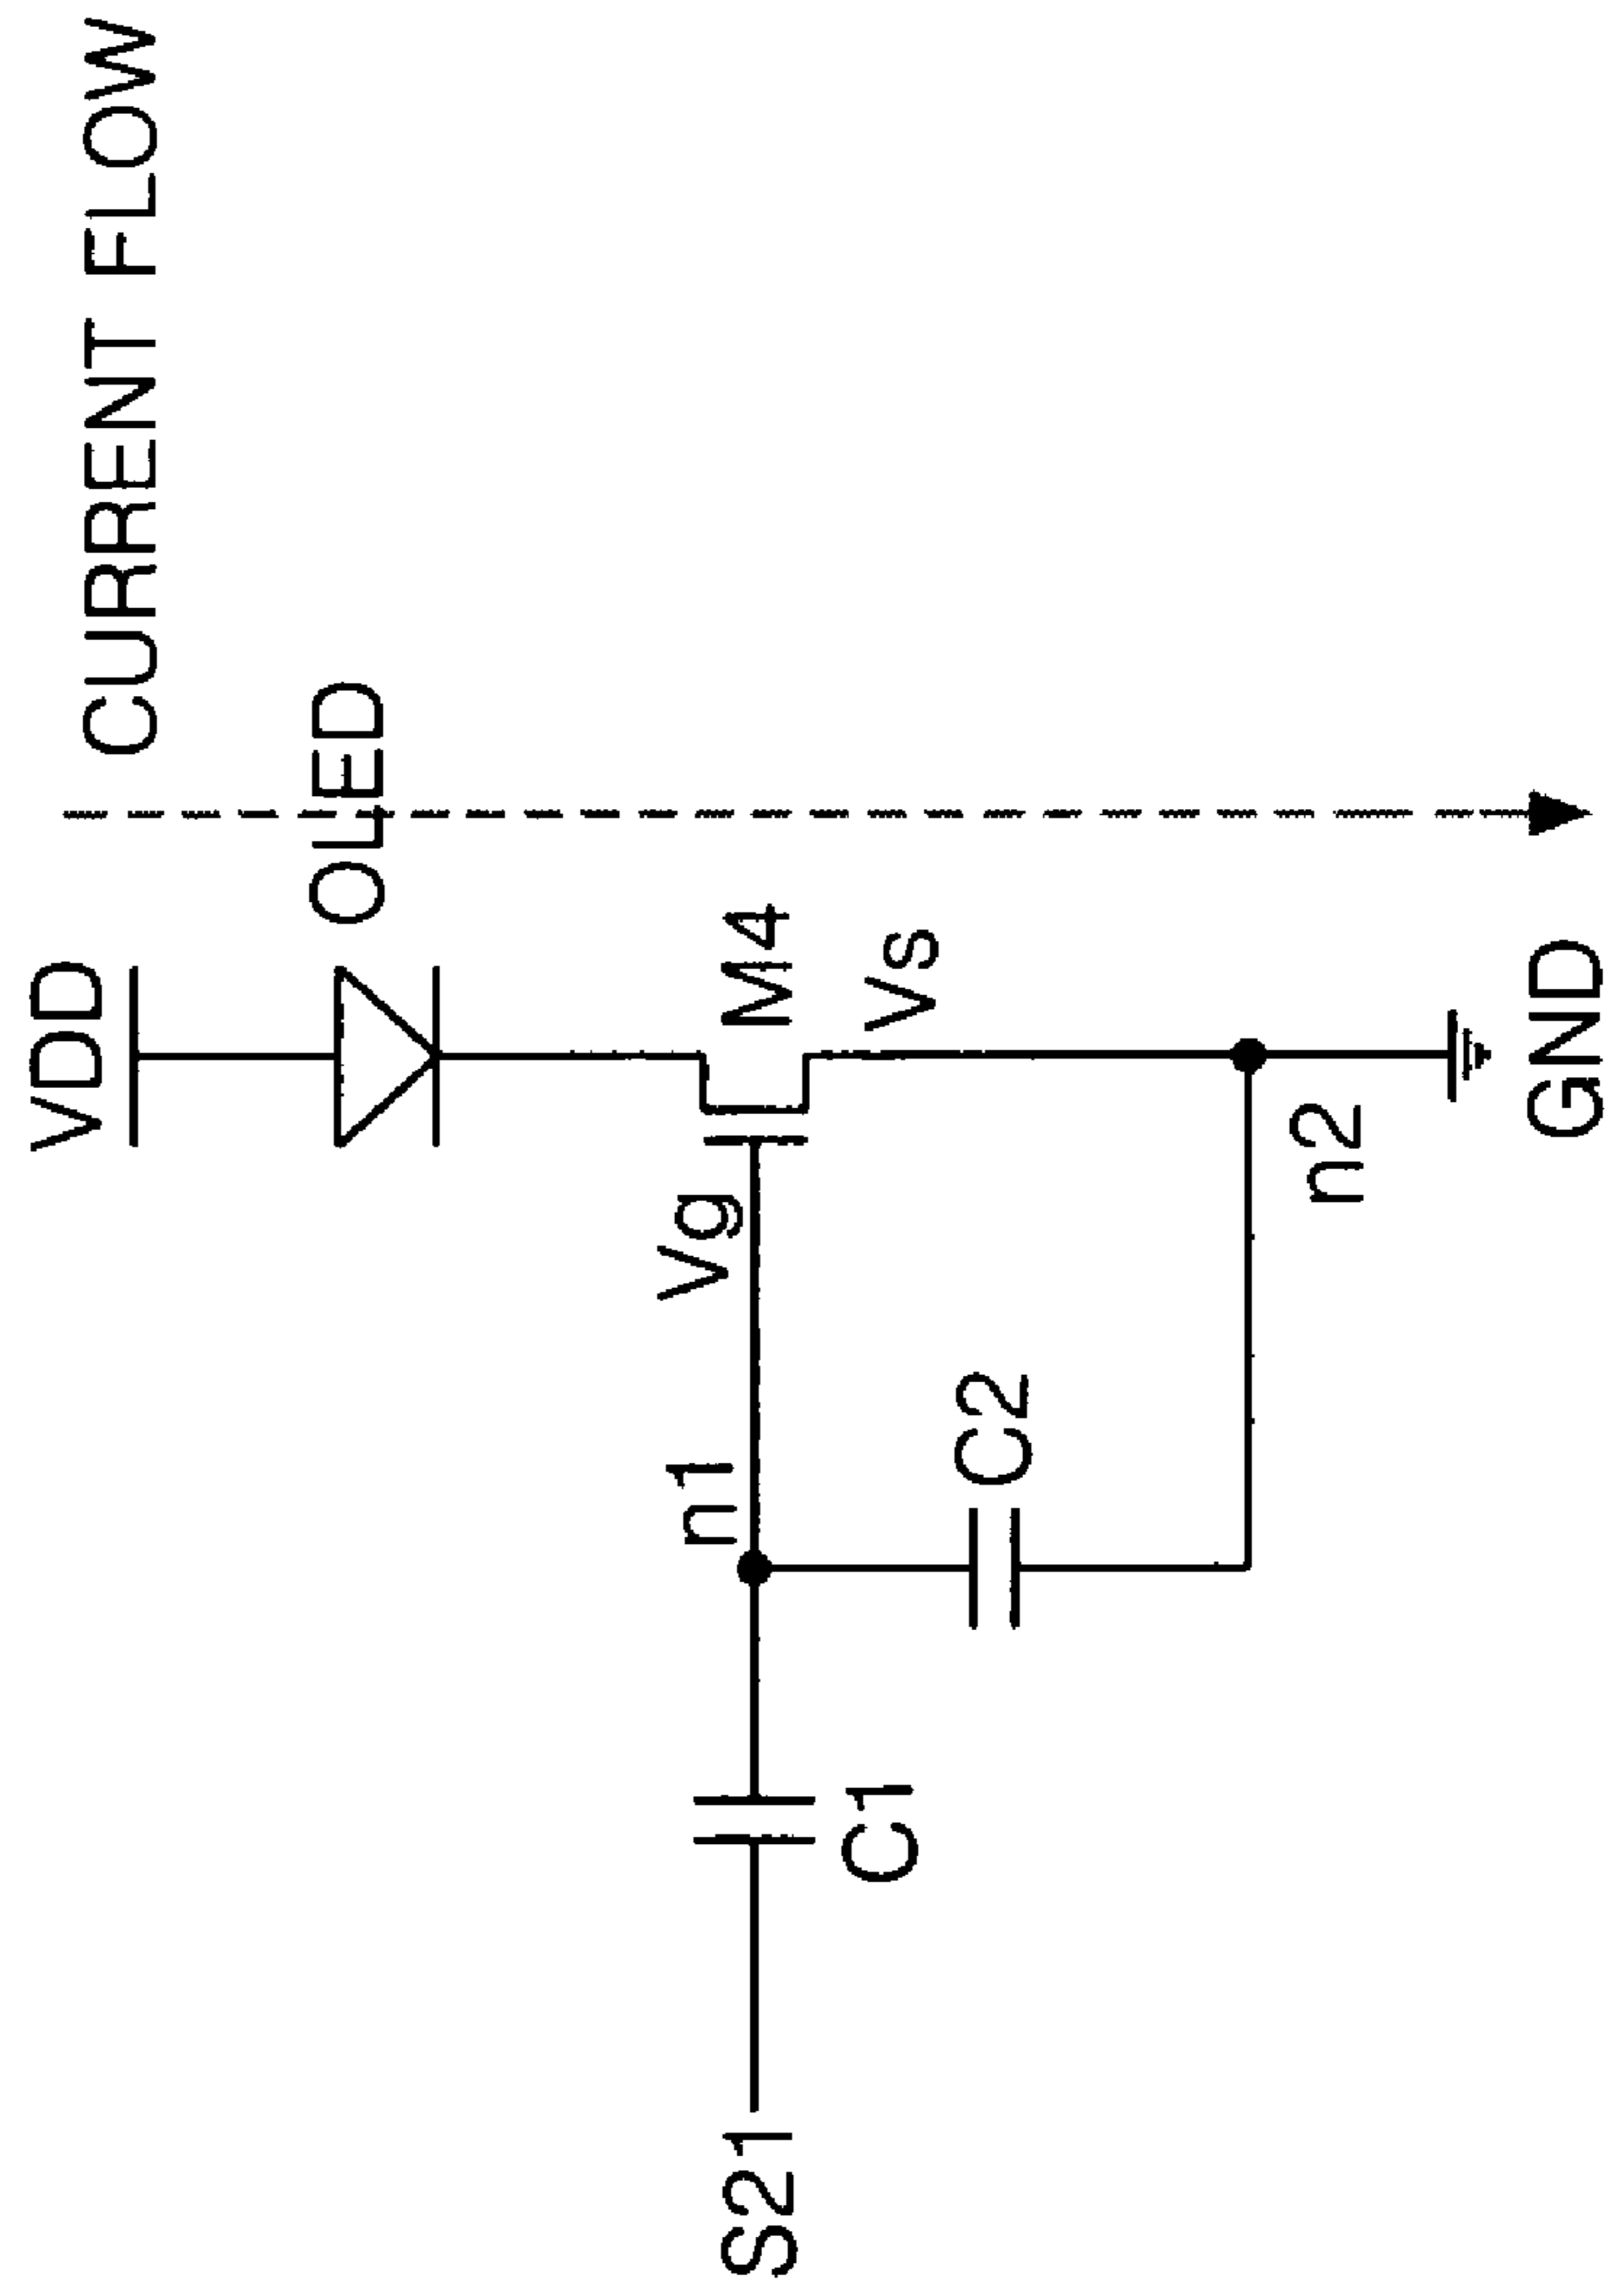 CURRENT FLOW
VDD
OLED
M4
Vg
Vs
n1
C2
C1
S21
n2
GND